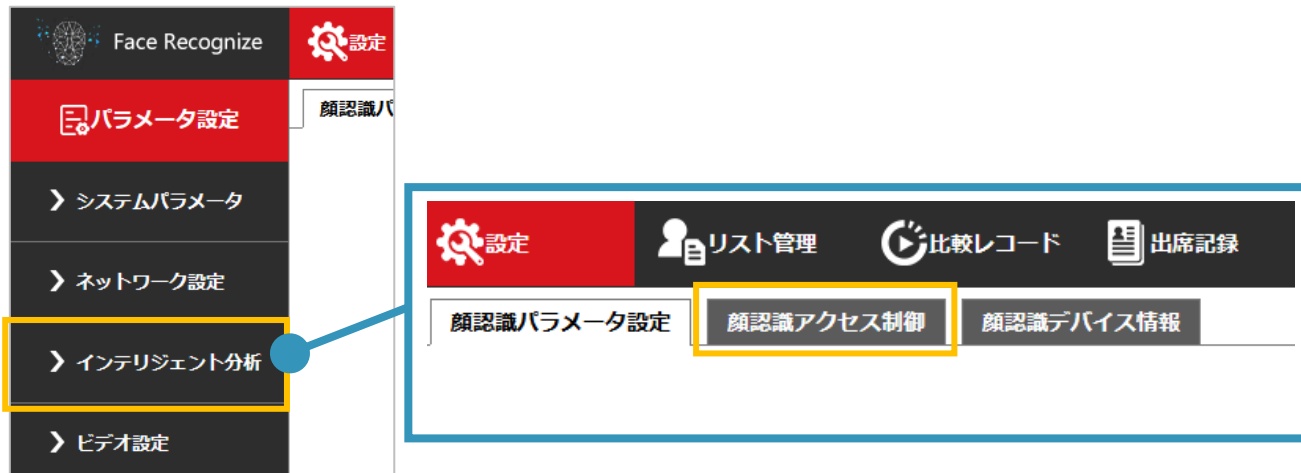 Face Recognize
設定
パラメータ設定
顔認識パ
システムパラメータ
ネットワーク設定
インテリジェント分析
ビデオ設定
設定
リスト管理
比較レコード
出席記録
顔認識パラメータ設定
顔認識アクセス制御
顔認識デバイス情報